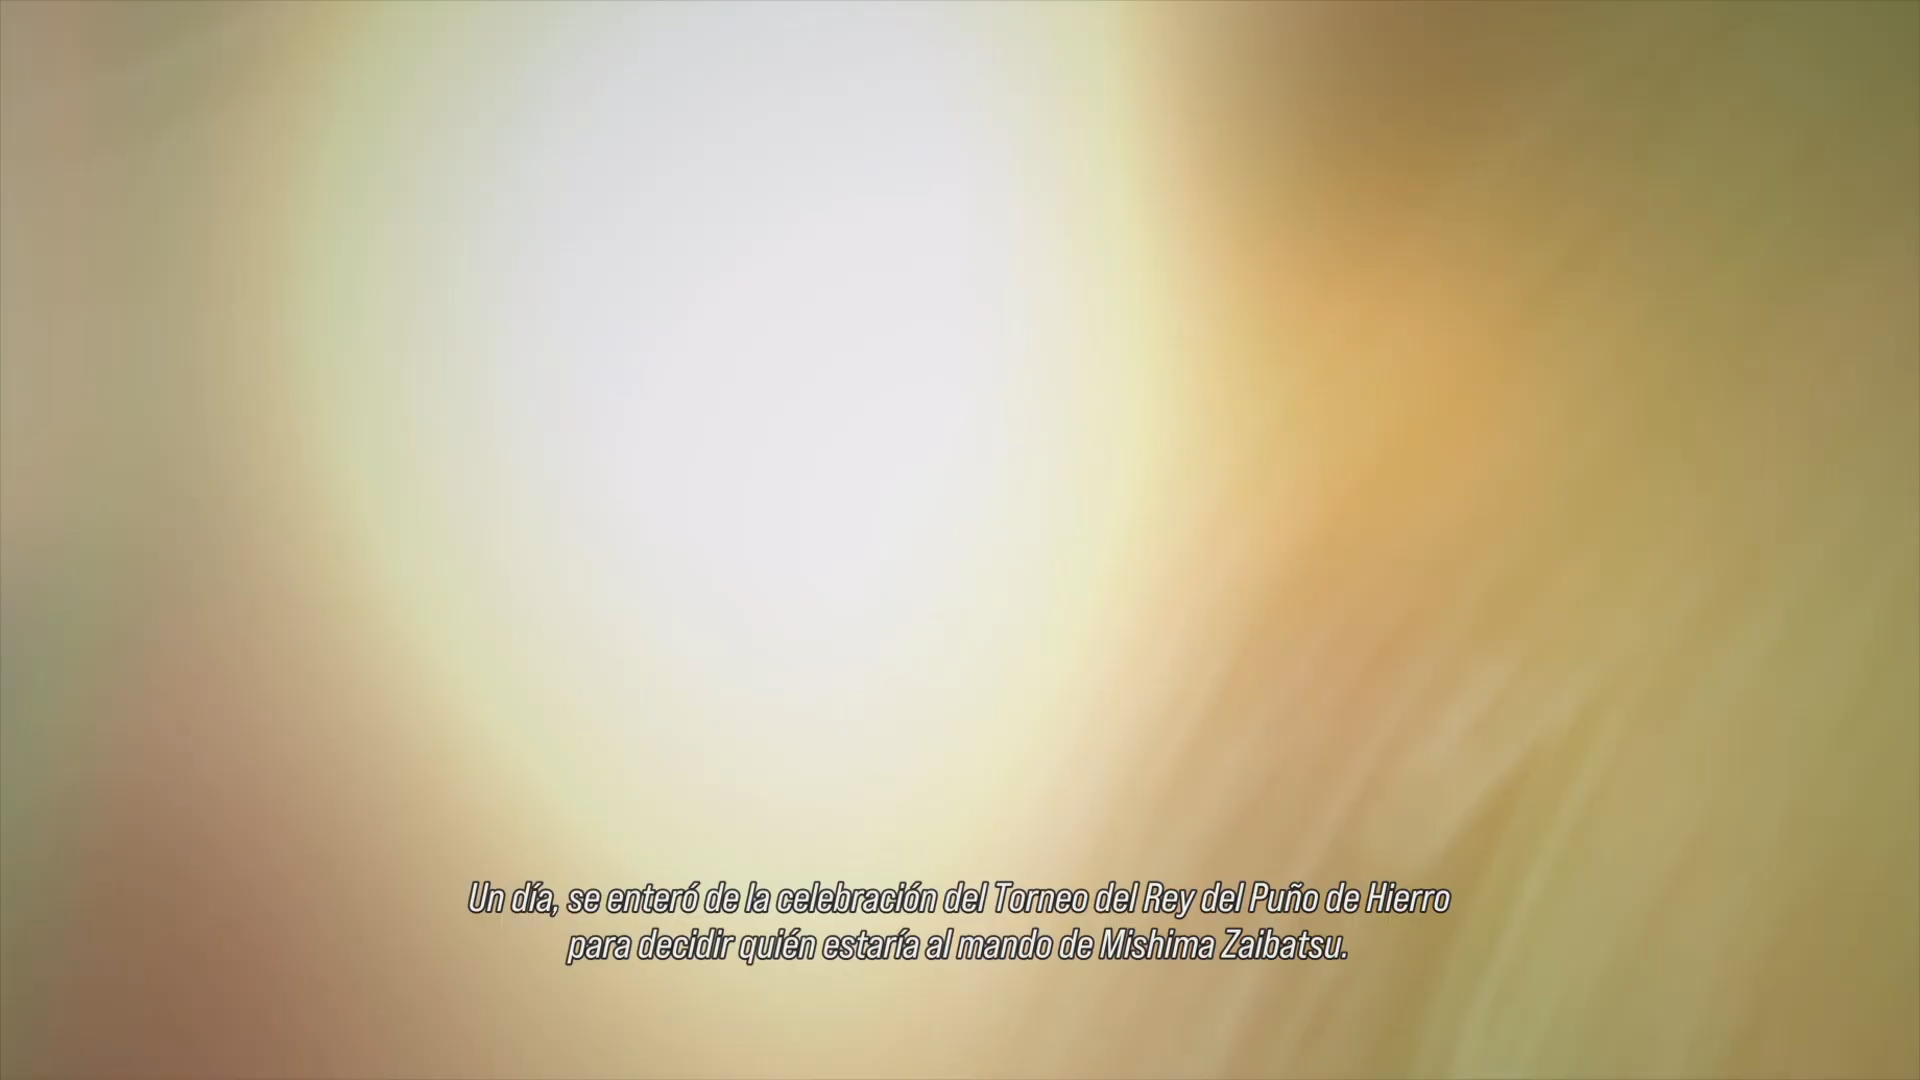 Un día, se enteró de la celebración del Torneo del Rey del Puño de Hierro
para decidir quién estaría al mando de Mishima Zaibatsu.